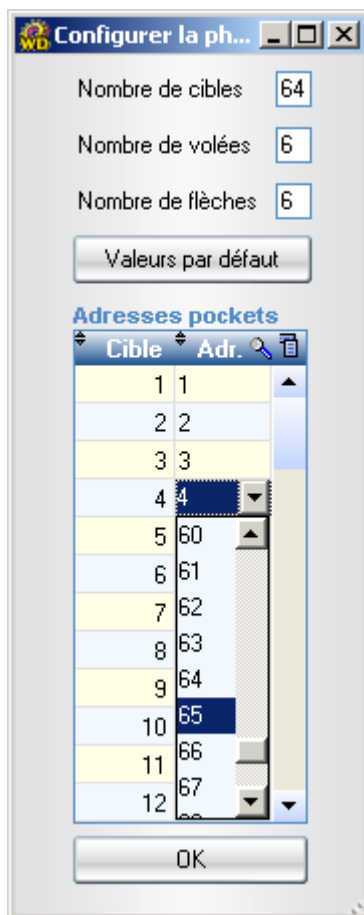 Configurer la ph...
Nombre de cibles 64
Nombre de volées 6
Nombre de flèches 6
Valeurs par défaut
Adresses pockets
Cible Adr.
1 1
2 2
3 3
4 4
5 60
6 61
7 62
8 63
9 64
10 65
11 66
12 67
OK